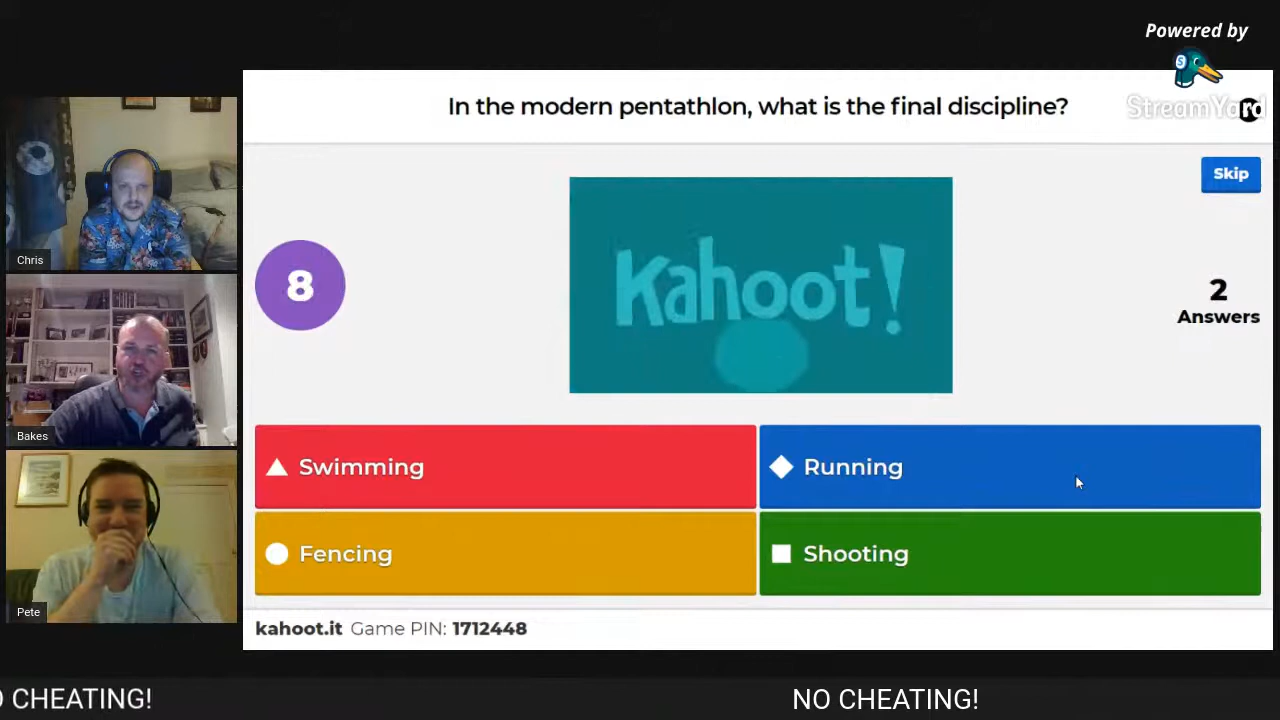 Powered by
StreamYard
In the modern pentathlon, what is the final discipline?
Skip
Chris
8
Kahoot!
2
Answers
Bakes
Swimming
Running
Fencing
Shooting
Pete
kahoot.it Game PIN: 1712448
O CHEATING!
NO CHEATING!